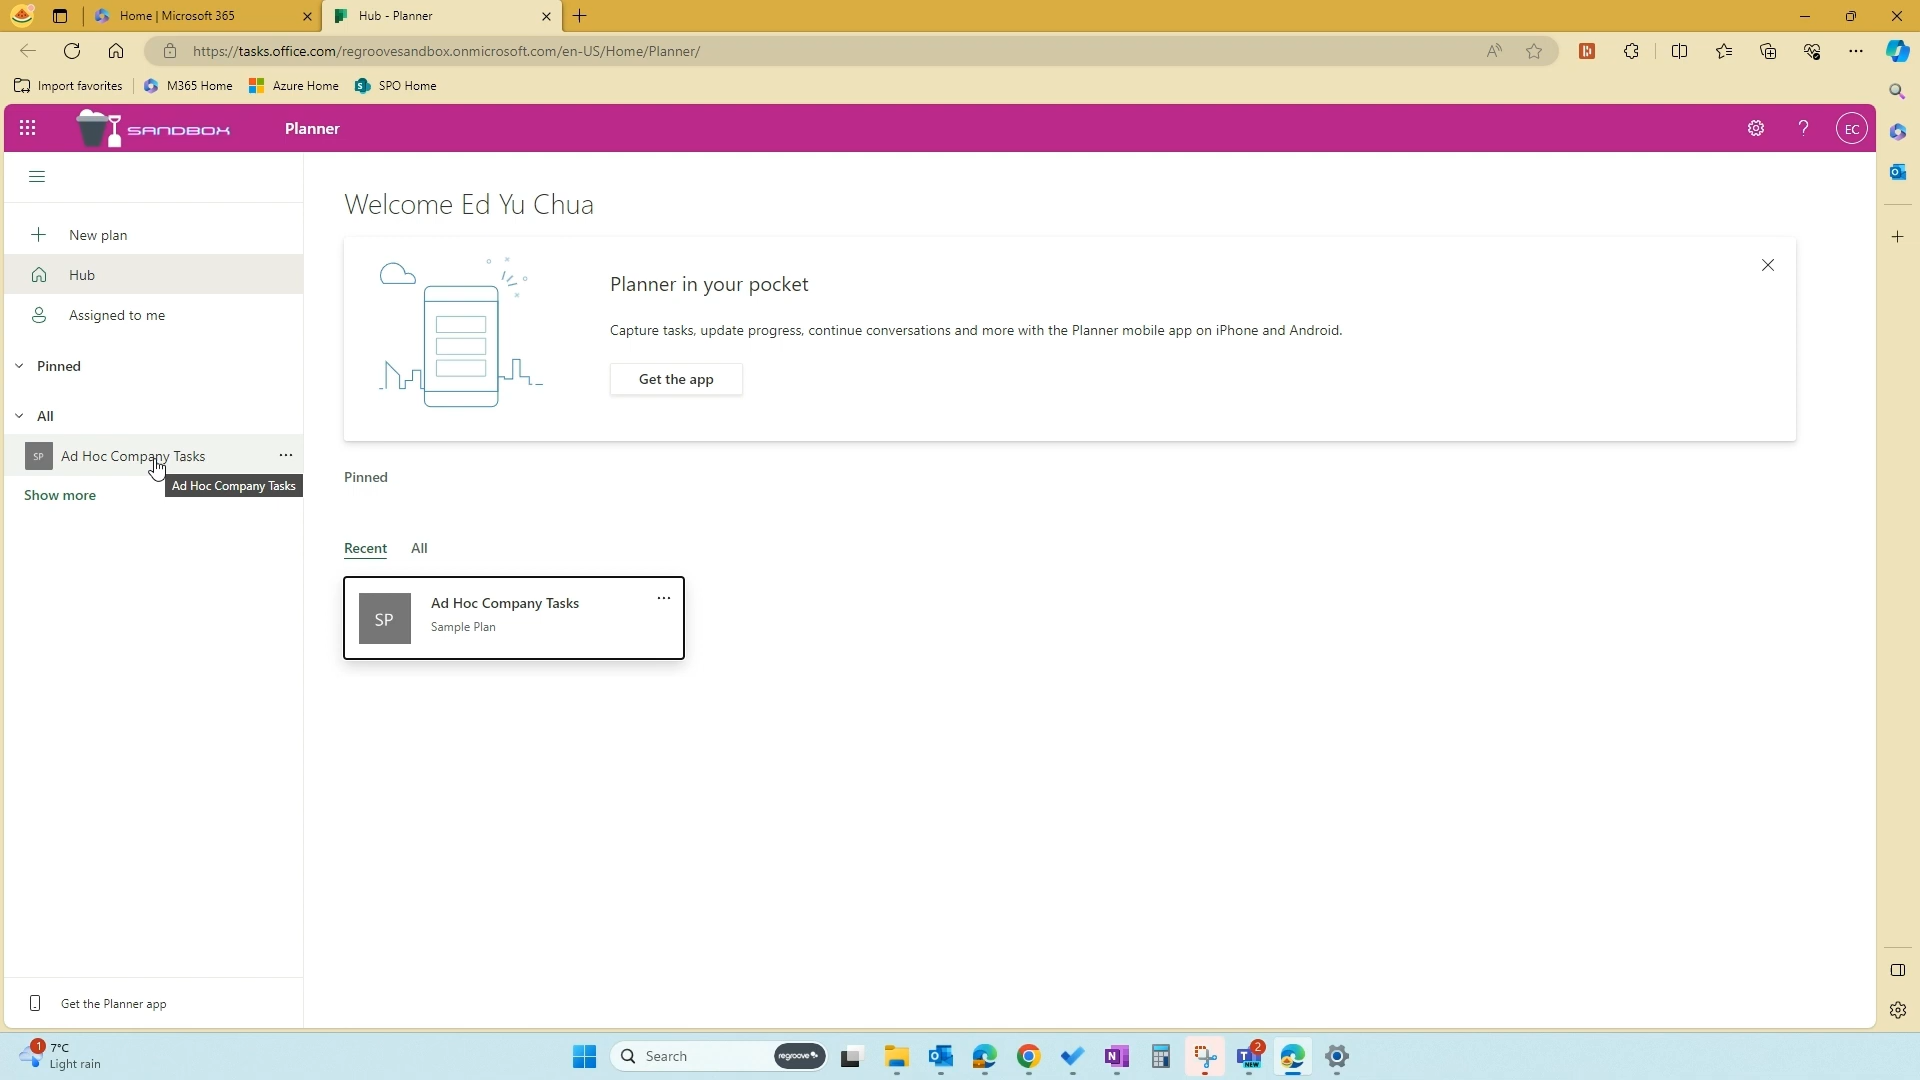 Home | Microsoft 365
Hub - Planner
https://tasks.office.com/regroovesandbox.onmicrosoft.com/en-US/Home/Planner/
Import favorites
M365 Home
Azure Home
SPO Home
SANDBOX
Planner
EC
New plan
Hub
Assigned to me
Pinned
All
SP
Ad Hoc Company Tasks
Ad Hoc Company Tasks
Show more
Get the Planner app
Welcome Ed Yu Chua
Planner in your pocket
Capture tasks, update progress, continue conversations and more with the Planner mobile app on iPhone and Android.
Get the app
Pinned
Recent All
SP
Ad Hoc Company Tasks
Sample Plan
1
7°C
Light rain
Search
regroove
N
T
2
NEW